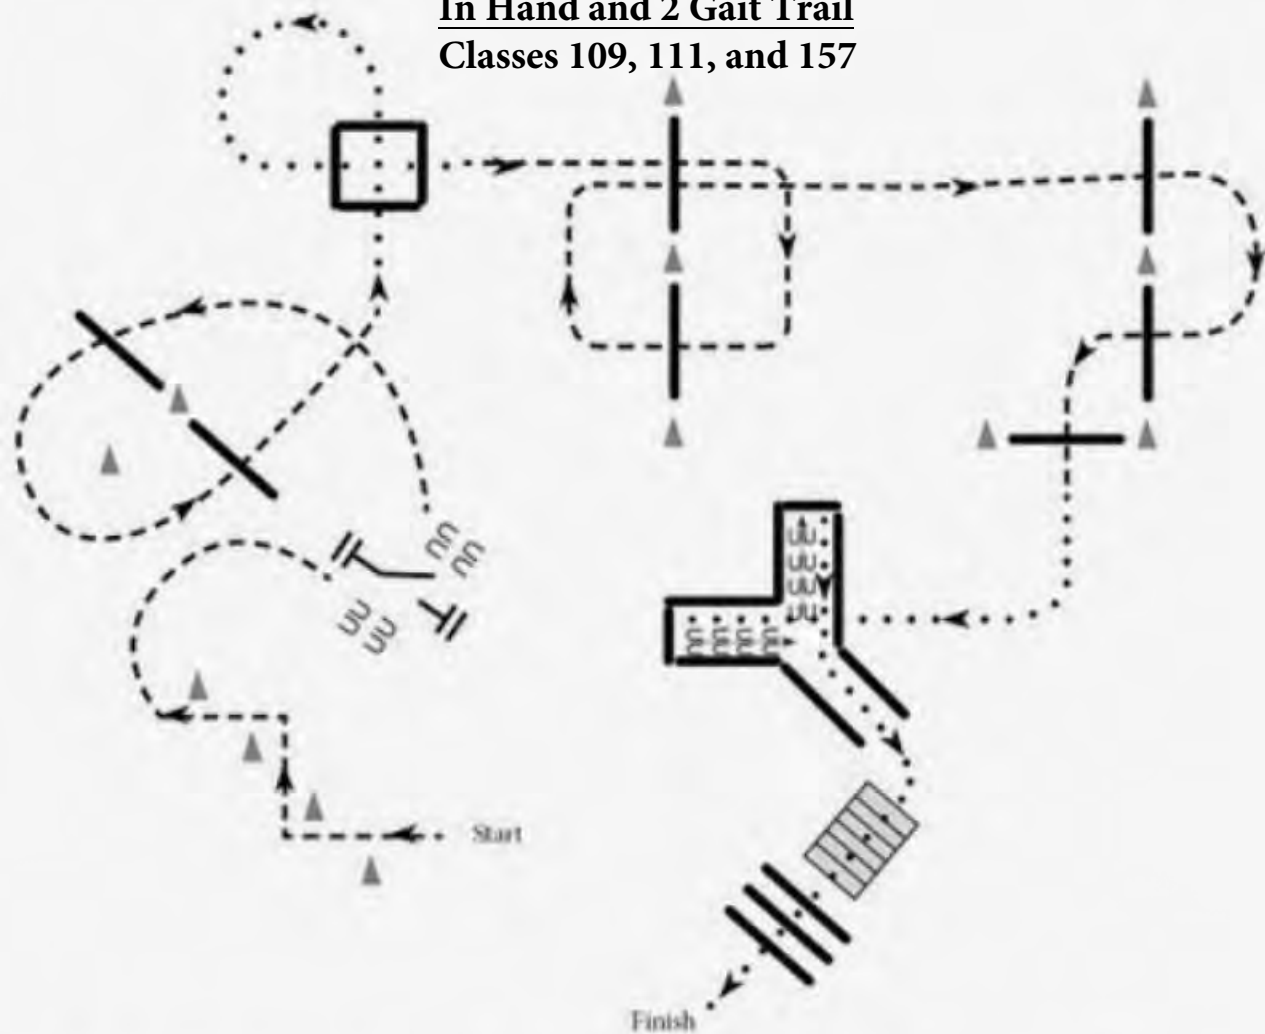 In Hand and 2 Gait Trail
Classes 109, 111, and 157
Start
Finish